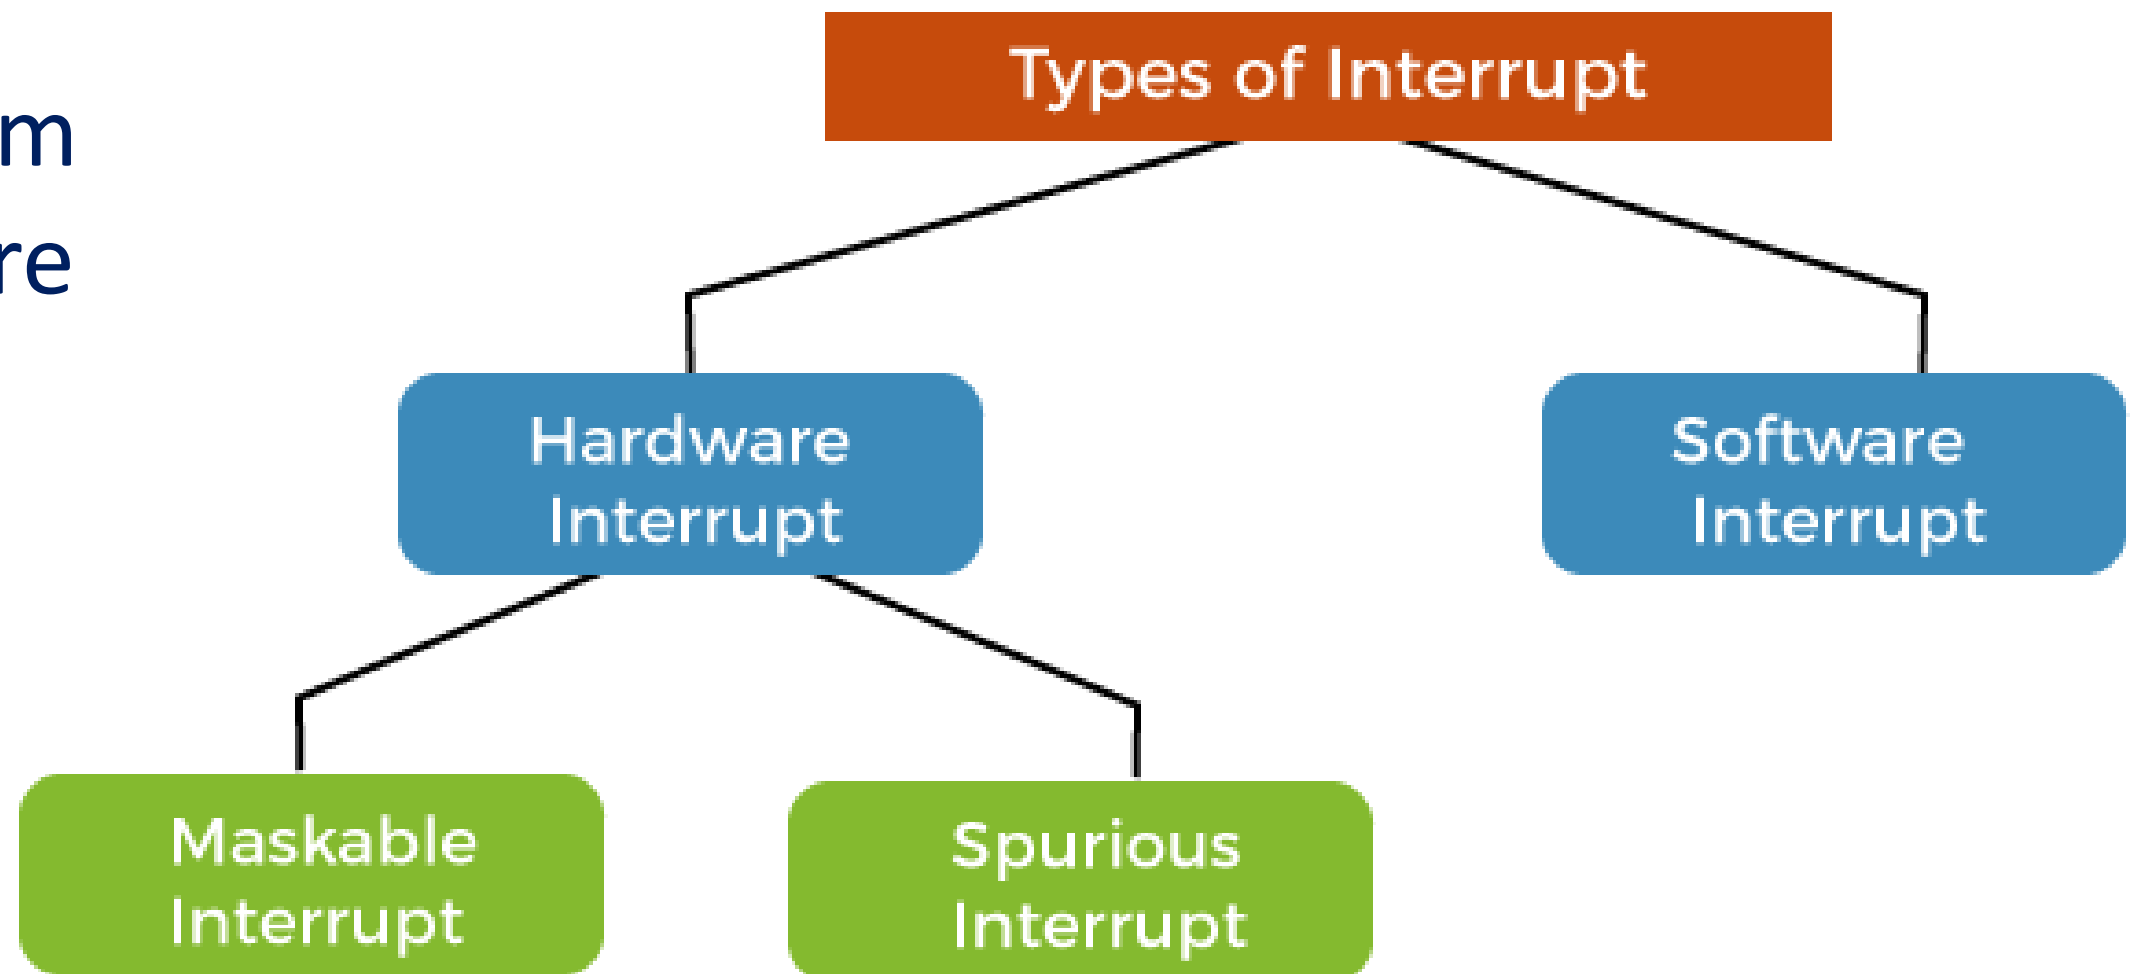 Types of Interrupt
m
re
Hardware
Interrupt
Software
Interrupt
Maskable
Interrupt
Spurious
Interrupt